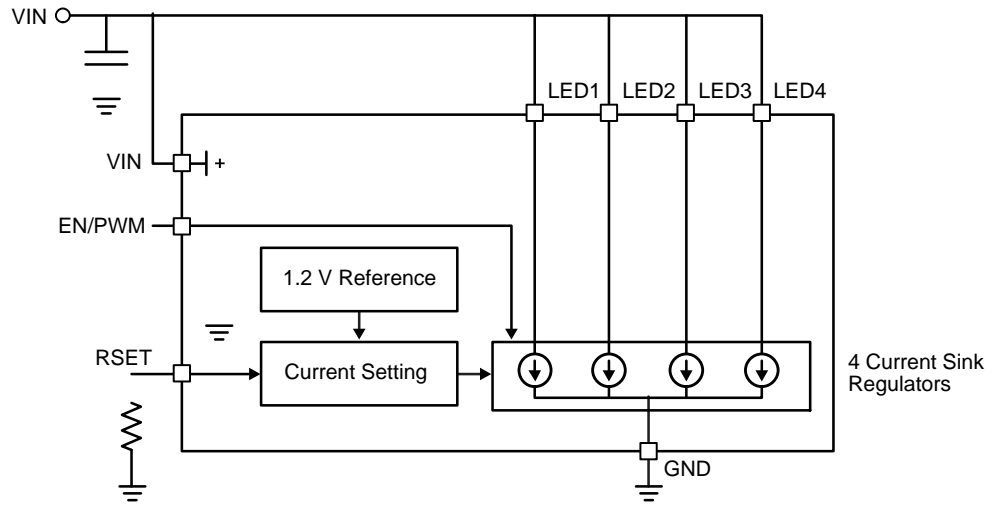 VIN
LED1 LED2 LED3 LED4
VIN +
EN/PWM
1.2 V Reference
RSET
Current Setting
4 Current Sink
Regulators
GND